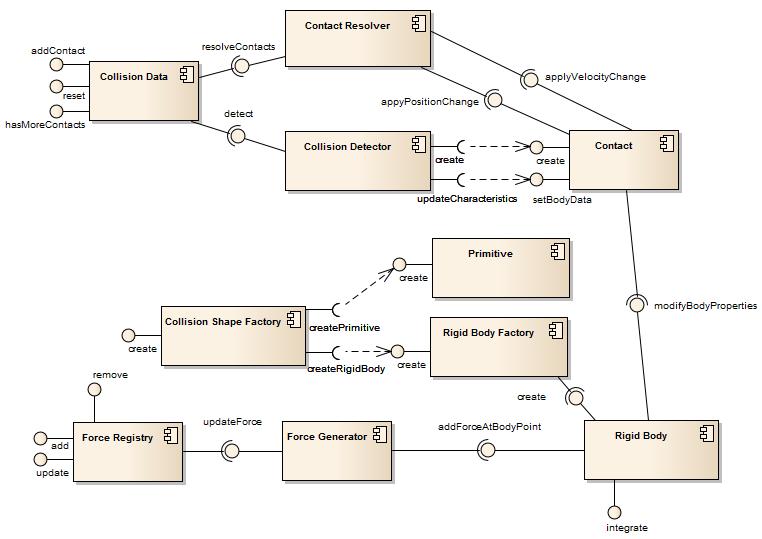 Contact Resolver
addContact
resolveContacts
Collision Data
applyVelocityChange
reset
appyPositionChange
detect
hasMoreContacts
Collision Detector
Contact
create
create
updateCharacteristics
setBodyData
Primitive
create
modifyBodyProperties
Collision Shape Factory
createPrimitive
Rigid Body Factory
create
create
createRigidBody
remove
create
updateForce
addForceAtBodyPoint
Force Registry
Force Generator
Rigid Body
add
update
integrate